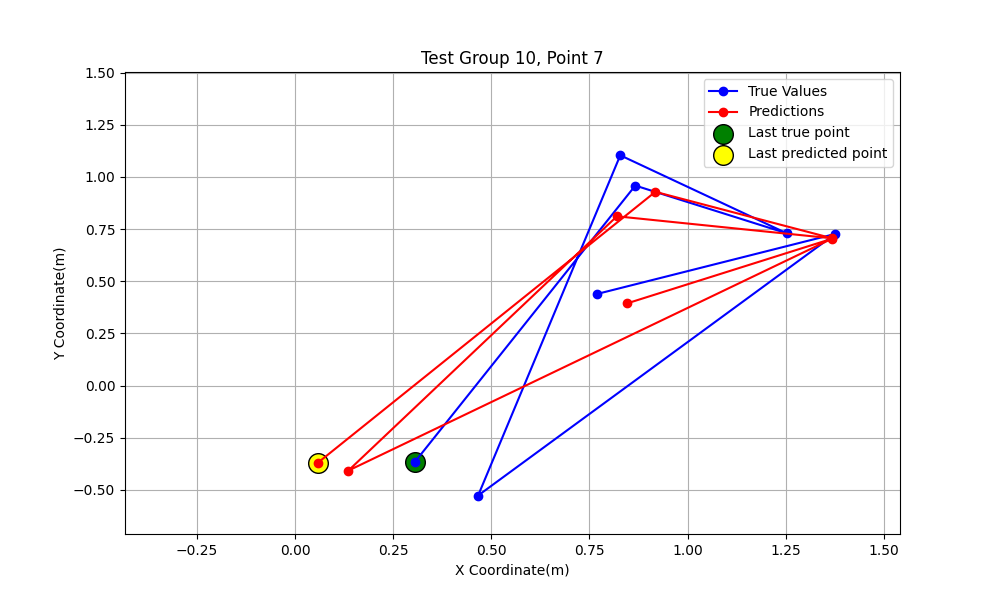 Test Group 10, Point 7
True Values
Predictions
Last true point
Last predicted point
Y Coordinate(m)
1.50
1.25
1.00
0.75
0.50
0.25
0.00
−0.25
−0.50
−0.25 0.00 0.25 0.50 0.75 1.00 1.25 1.50
X Coordinate(m)